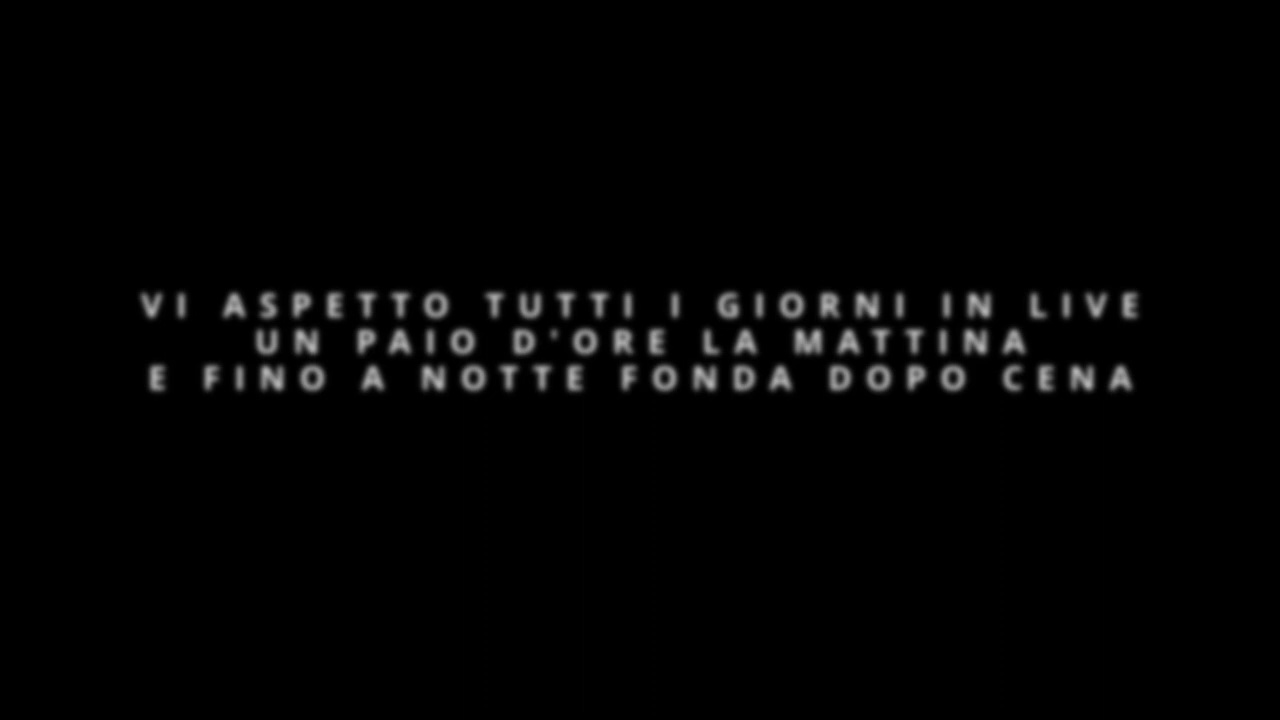 VI ASPETTO TUTTI I GIORNI IN LIVE
UN PAIO D'ORE LA MATTINA
E FINO A NOTTE FONDA DOPO CENA